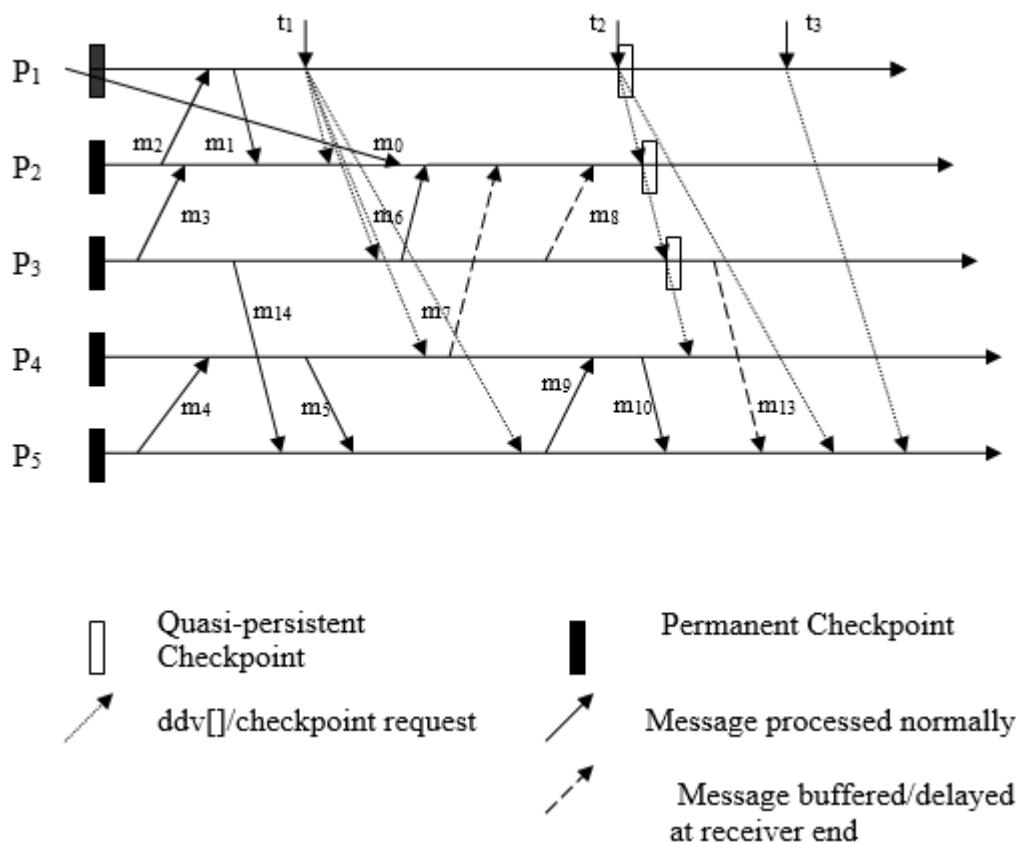 t1 t2 t3
P1
m2 m1 m0
P2
m3 m6 m8
P3
m14 m7
P4
m4 m5 m9 m10 m13
P5
Quasi-persistent
Checkpoint
Permanent Checkpoint
ddv[]/checkpoint request
Message processed normally
Message buffered/delayed
at receiver end